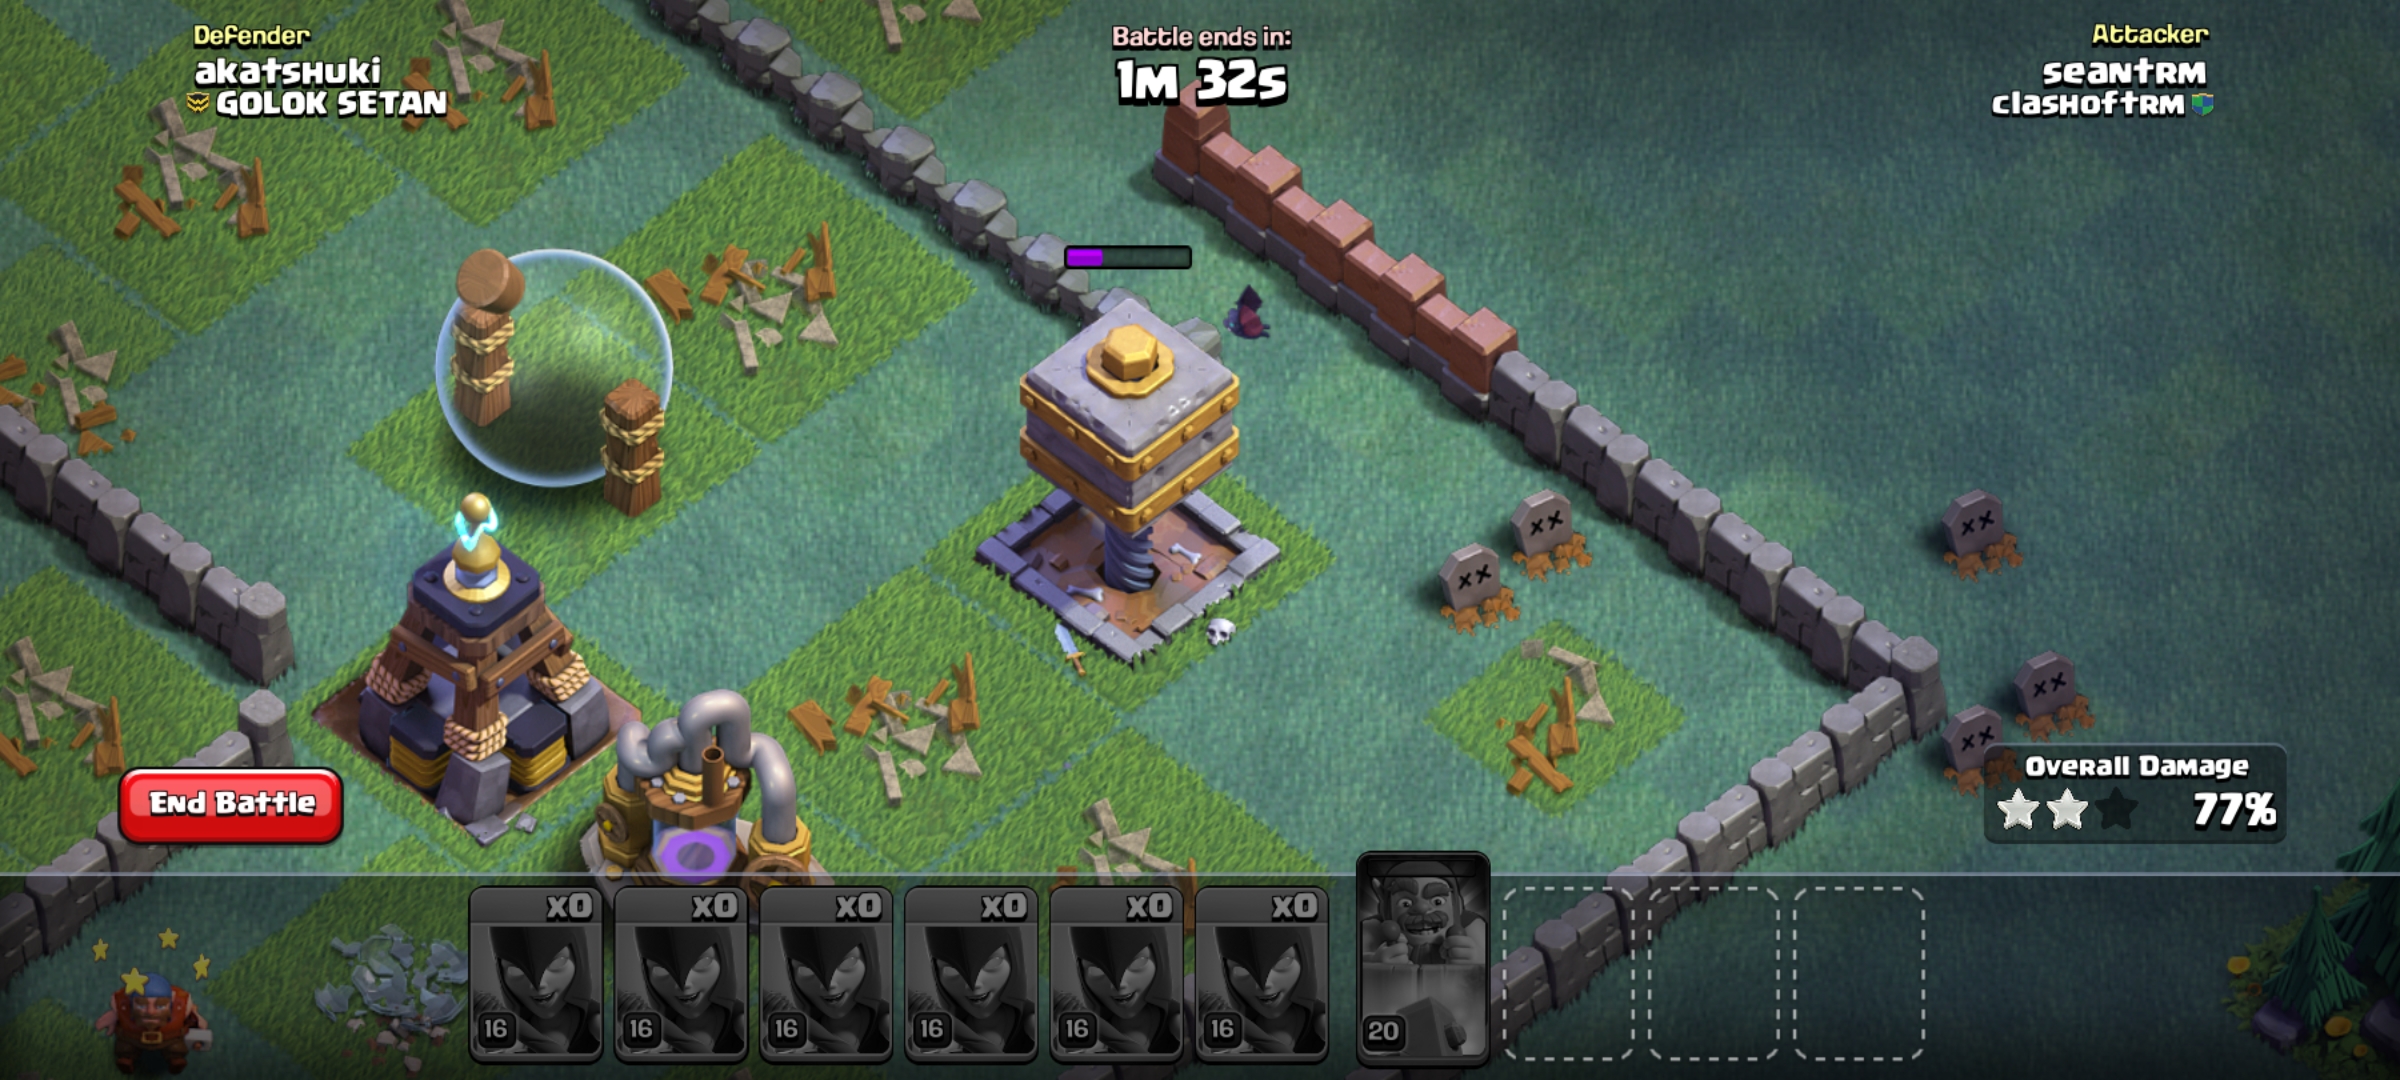 Defender
akatsHuki
GOLOK SETAN
Battle ends in:
1M 32s
Attacker
seantRM
clasHoftRM
End Battle
Overall Damage
77%
x0
x0
x0
x0
x0
x0
16
16
16
16
16
16
20